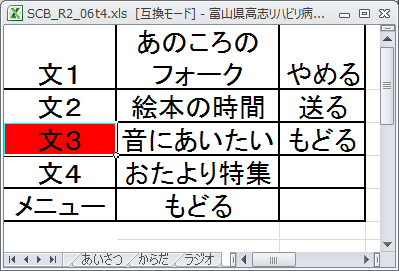 SCB_R2_06t4.xls [互換モード] - 富山県高志リハビリ病...
あのころの
文1 フォーク やめる
文2 絵本の時間 送る
文3 音にあいたい もどる
文4 おたより特集
メニュー もどる
あいさつ からだ ラジオ